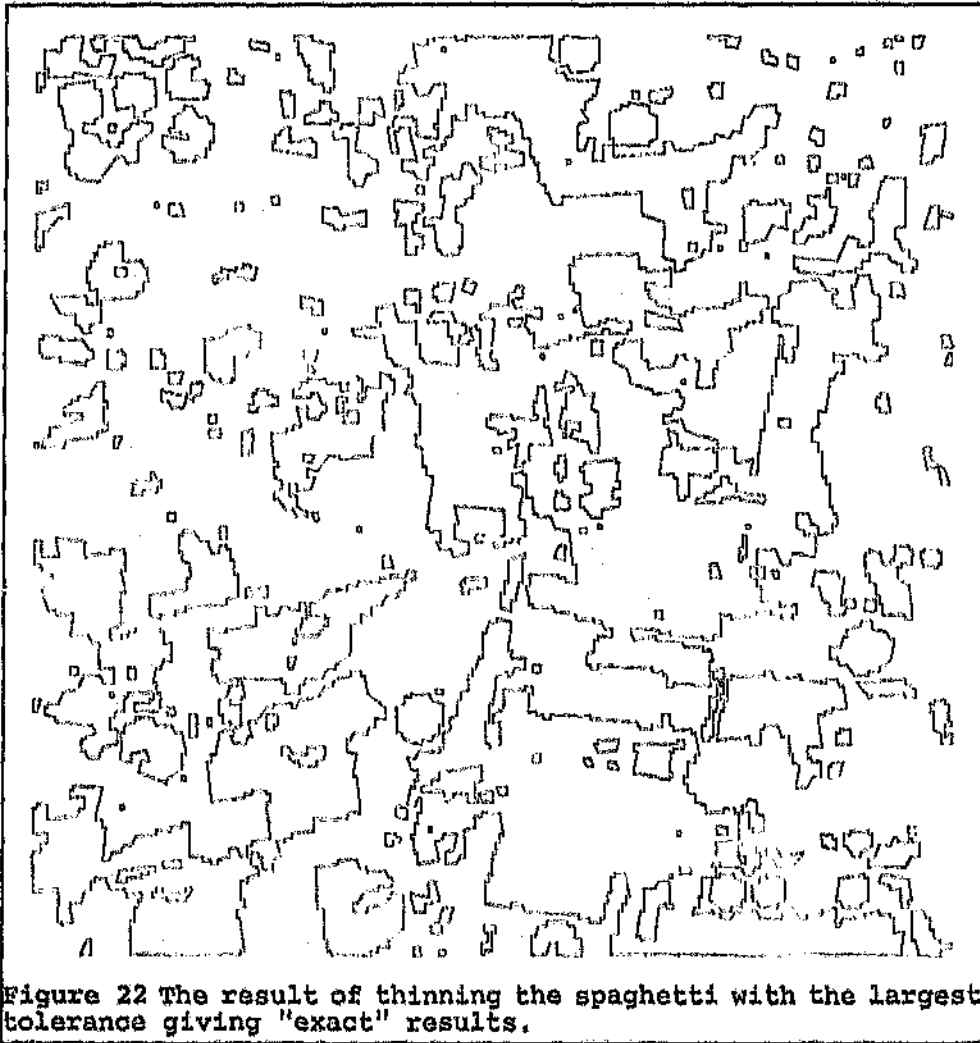 Figure 22 The result of thinning the spaghetti with the largest
tolerance giving "exact" results.